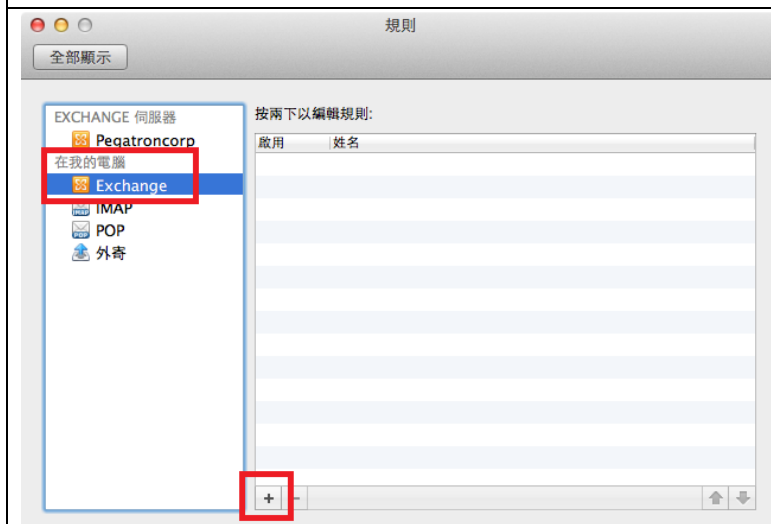 規則
全部顯示
EXCHANGE 伺服器
Pegatroncorp
在我的電腦
Exchange
IMAP
POP
外寄
按兩下以編輯規則:
啟用 姓名
+ -